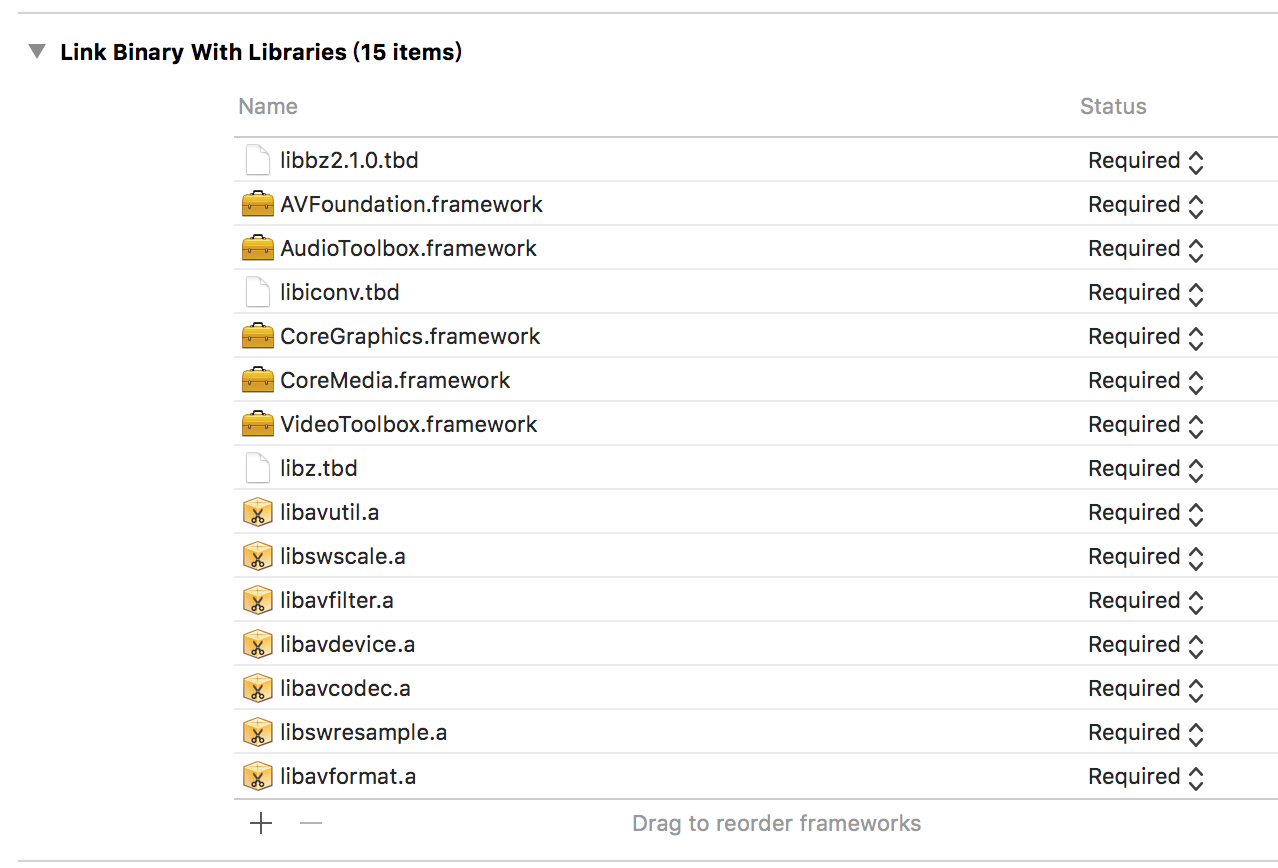 Link Binary With Libraries (15 items)
Name Status
libbz2.1.0.tbd Required
AVFoundation.framework Required
AudioToolbox.framework Required
libiconv.tbd Required
CoreGraphics.framework Required
CoreMedia.framework Required
VideoToolbox.framework Required
libz.tbd Required
libavutil.a Required
libswscale.a Required
libavfilter.a Required
libavdevice.a Required
libavcodec.a Required
libswresample.a Required
libavformat.a Required
Drag to reorder frameworks